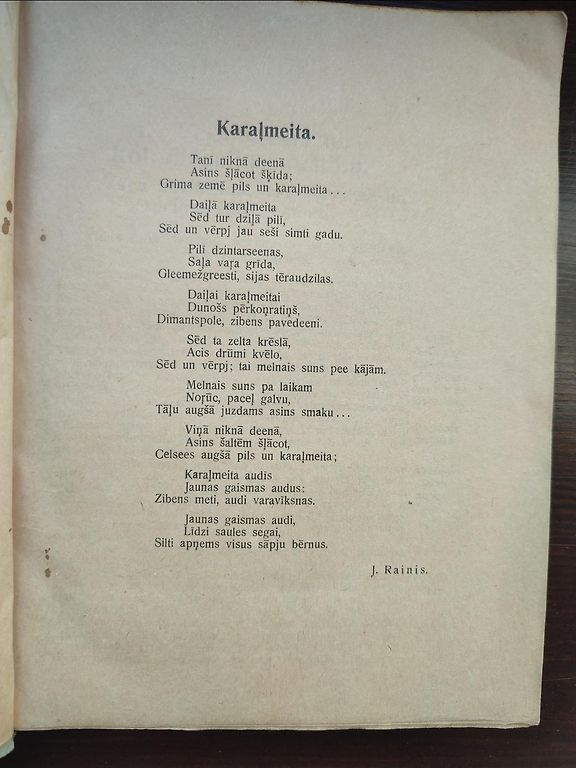 Karaļmeita.
Tanī niknā deenā
Asins šļācot šķīda;
Grima zemē pils un karaļmeita...
Daiļā karaļmeita
Sēd tur dziļā pilī,
Sēd un vērpj jau seši simti gadu.
Pilī dzintarseenas,
Saļa vaŗa grīda,
Gleemežgreesti, sijas tēraudzilas.
Daiļai karaļmeitai
Dunošs pērkoņratiņš,
Dimantspole, zibens pavedeeni.
Sēd ta zelta krēslā,
Acis drūmi kvēlo,
Sēd un vērpj; tai melnais suns pee kājām.
Melnais suns pa laikam
Noŗūc, paceļ galvu,
Tāļu augšā juzdams asins smaku...
Viņā niknā deenā,
Asins šaltēm šļācot,
Celsees augšā pils un karaļmeita;
Karaļmeita audis
Jaunas gaismas audus:
Zibens meti, audi varavīksnas.
Jaunas gaismas audi,
Līdzi saules segai,
Silti apņems visus sāpju bērnus.
J. Rainis.